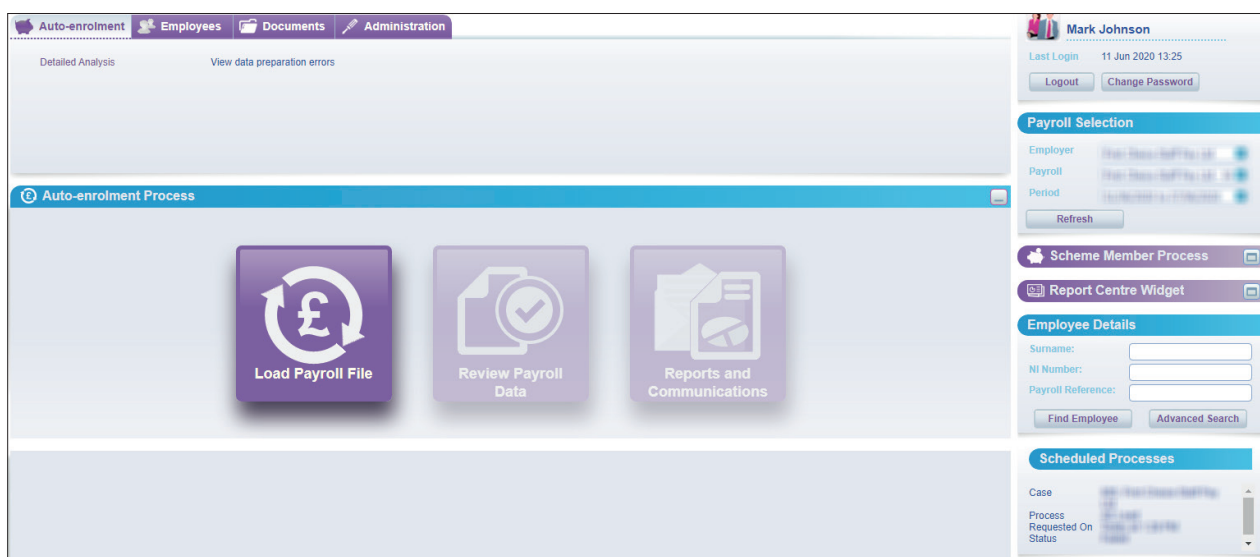 Auto-enrolment Employees Documents Administration
Detailed Analysis View data preparation errors
Auto-enrolment Process
£
Load Payroll File
Review Payroll
Data
Reports and
Communications
Mark Johnson
Last Login 11 Jun 2020 13:25
Logout Change Password
Payroll Selection
Employer
Payroll
Period
Refresh
Scheme Member Process
Report Centre Widget
Employee Details
Surname:
NI Number:
Payroll Reference:
Find Employee Advanced Search
Scheduled Processes
Case
Process
Requested On
Status